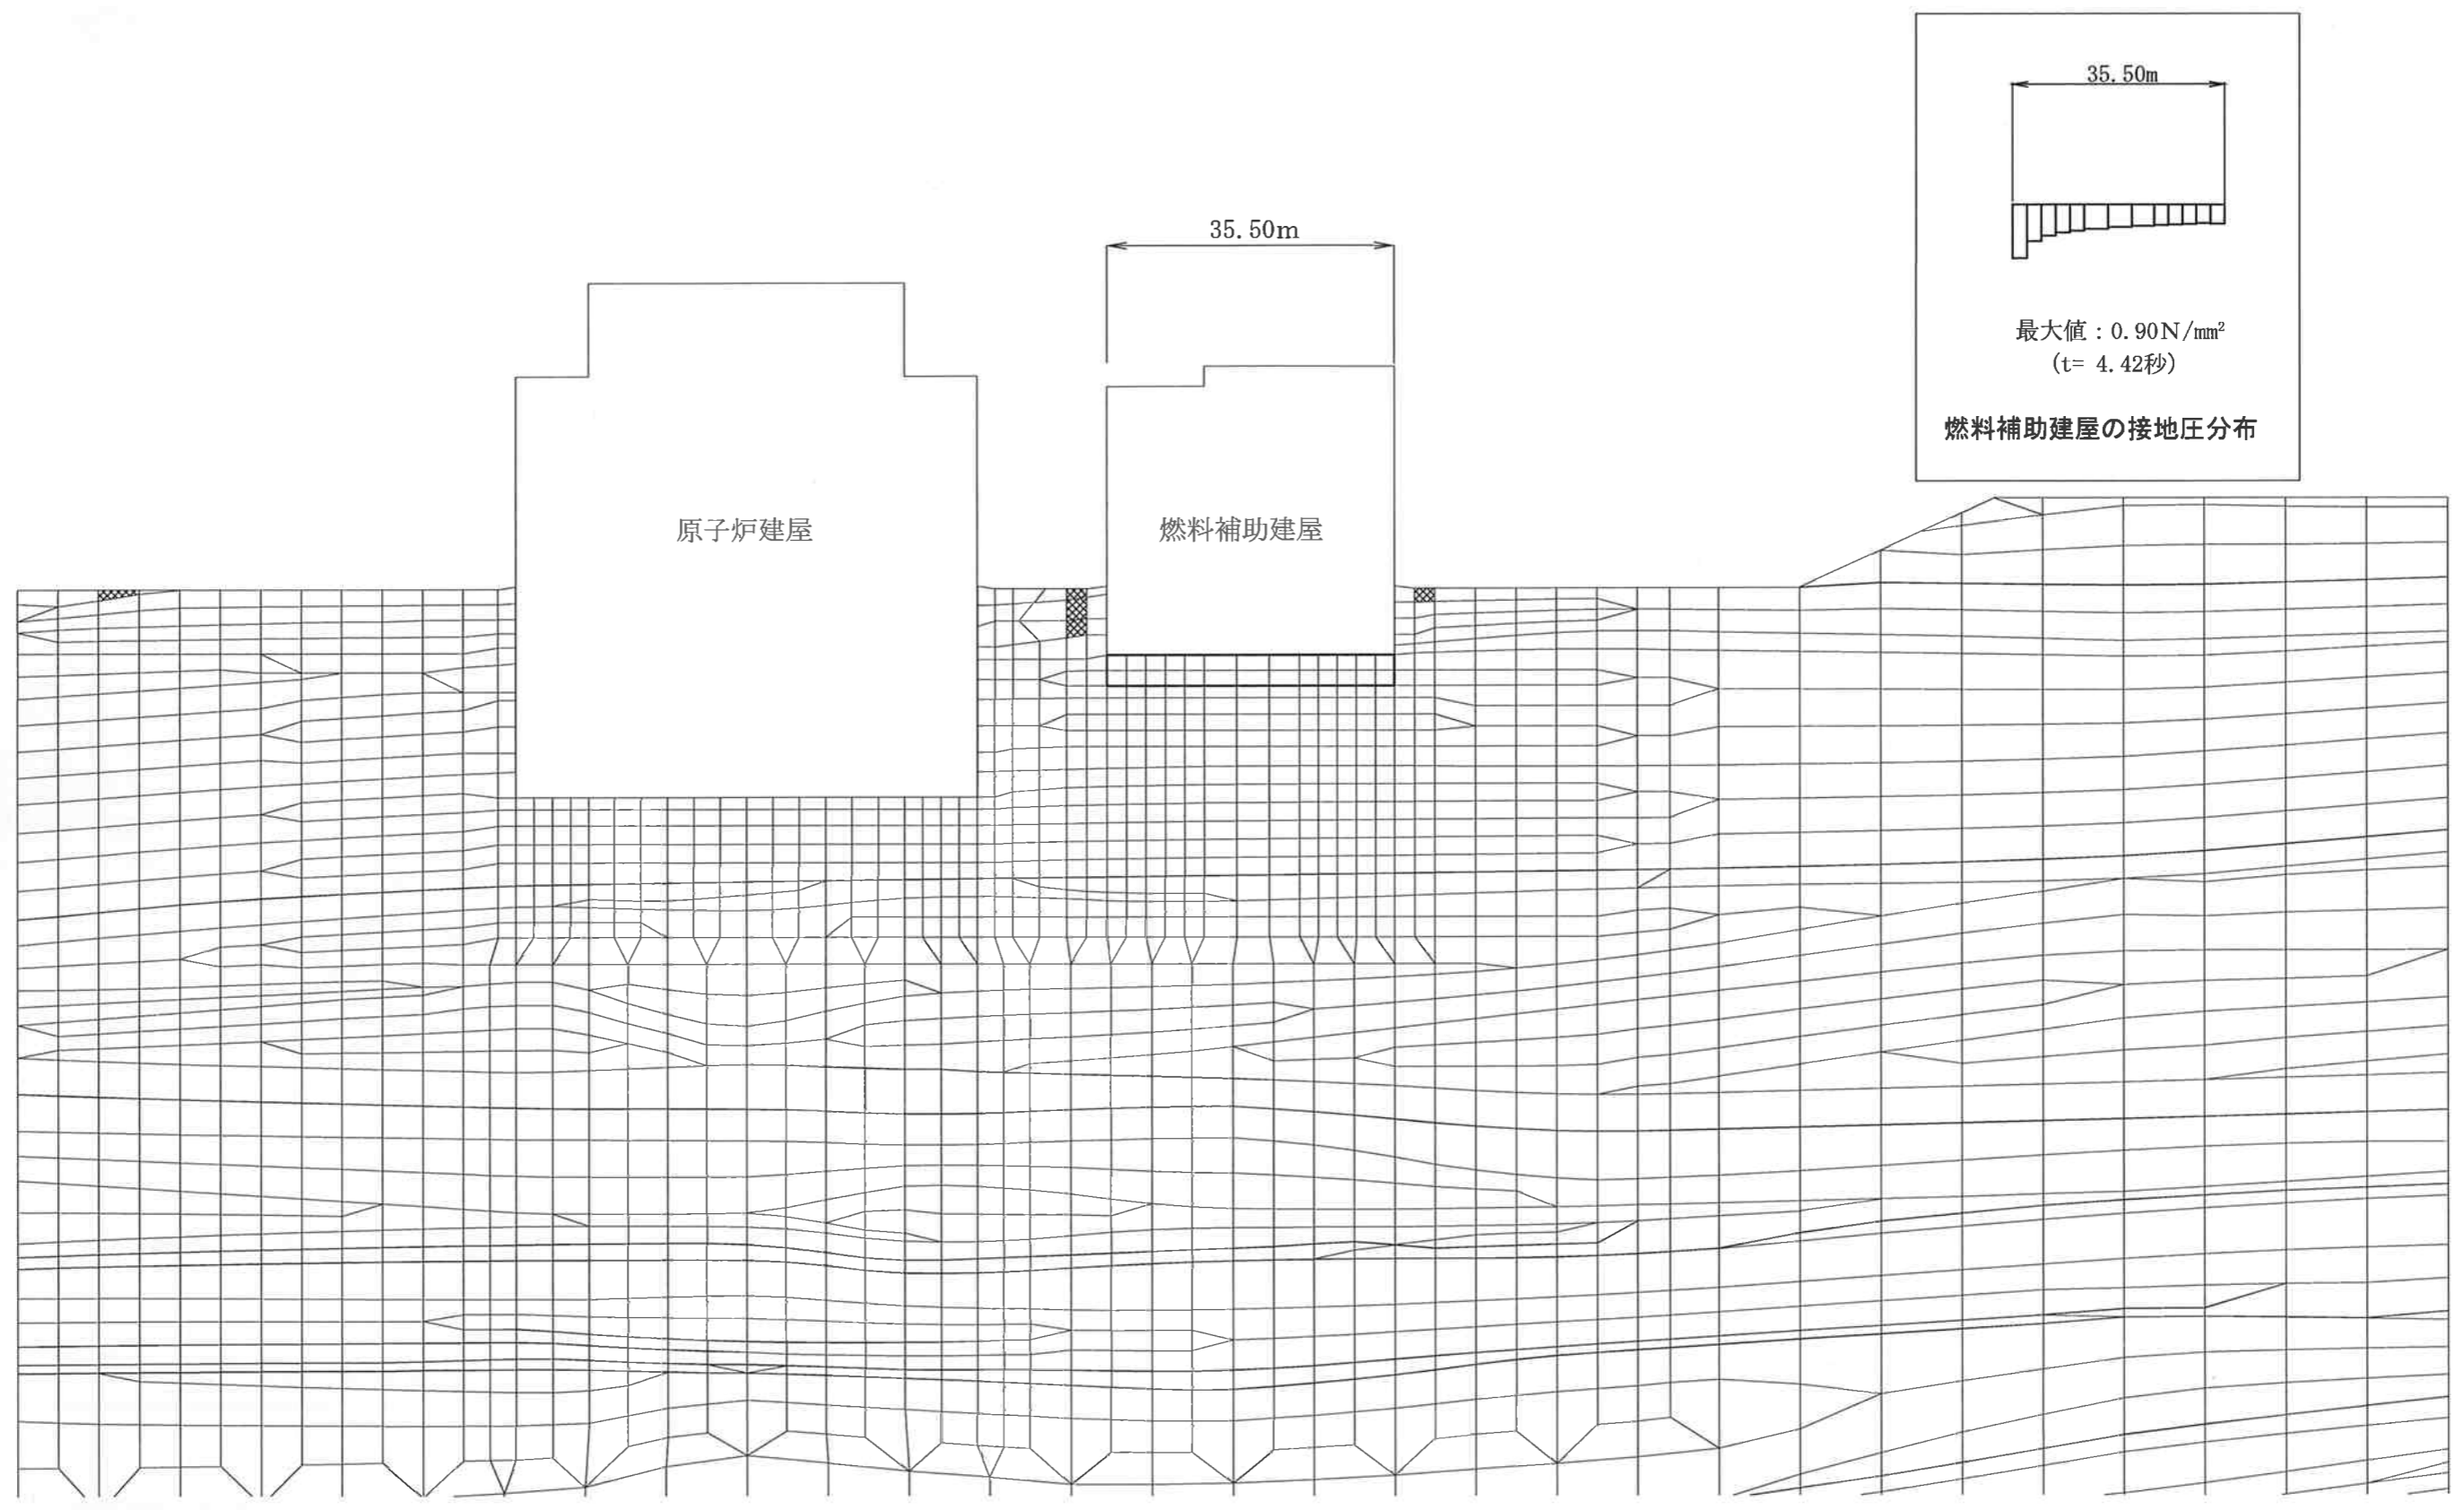 35.50m
最大値：0.90N/mm²
(t= 4.42秒)
燃料補助建屋の接地圧分布
35.50m
原子炉建屋
燃料補助建屋